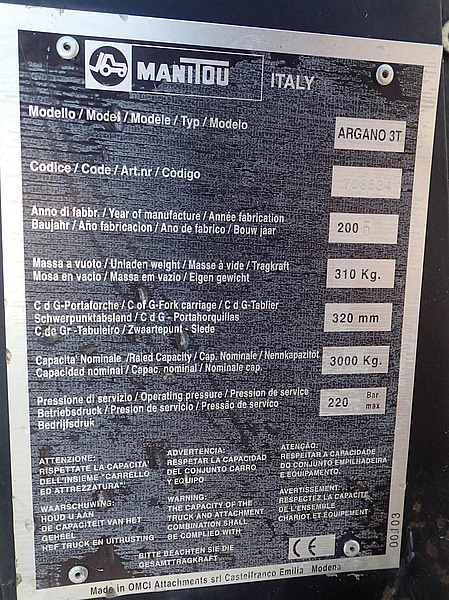 MANITOU ITALY
Modello / Model / Modèle / Typ / Modelo
ARGANO 3T
Codice / Code / Art.nr / Còdigo
Anno di fabbr. / Year of manufacture / Année fabrication
Baujahr / Año fabricacion / Ano de fabrico / Bouw jaar
200
Massa a vuoto / Unladen weight / Masse à vide / Tragkraft
Mosa en vacio / Massa em vazio / Eigen gewicht
310 Kg.
C d G-Portaforche / C of G-Fork carriage / C d G-Tablier
Schwerpunktabsland / C d G - Portahorquillas
C de Gr-Tabuleiro / Zwaartepunt - Slede
320 mm
Capacita' Nominale / Raled Capacity / Cap. Nominale / Nennkapazitöt
Capacidad nominal / Capac. nominal / Nominale cap.
3000 Kg.
Pressione di servizio / Operating pressure / Pression de service
Betriebsdruck / Presion de servicio / Pressão de servico
Bedrijfsdruk
220 Bar max
ATTENZIONE:
RISPETTATE LA CAPACITA'
DELL'INSIEME "CARRELLO
ED ATTREZZATURA"
ADVERTENCIA:
RESPETAR LA CAPACIDAD
DEL CONJUNTO CARRO
Y EQUIPO
ATENÇÃO:
RESPEITAR A CAPACIDADE
DO CONJUNTO EMPILHADEIRA
E EQUIPAMENTO.
WAARSCHUWING:
HOUD U AAN
DE CAPACITEIT VAN HET
GEHEEL
HEF TRUCK EN UITRUSTING
WARNING:
THE CAPACITY OF THE
TRUCK AND ATTACHMENT
COMBINATION SHALL
BE COMPLIED WITH
AVERTISSEMENT:
RESPECTEZ LA CAPACITE
DE L'ENSEMBLE
CHARIOT ET ÉQUIPEMENT
BITTE BEACHTEN SIE DIE
GESAMTTRAGKRAFT
CE
00103
Made in OMCI Attachments srl Castelfranco Emilia Modena